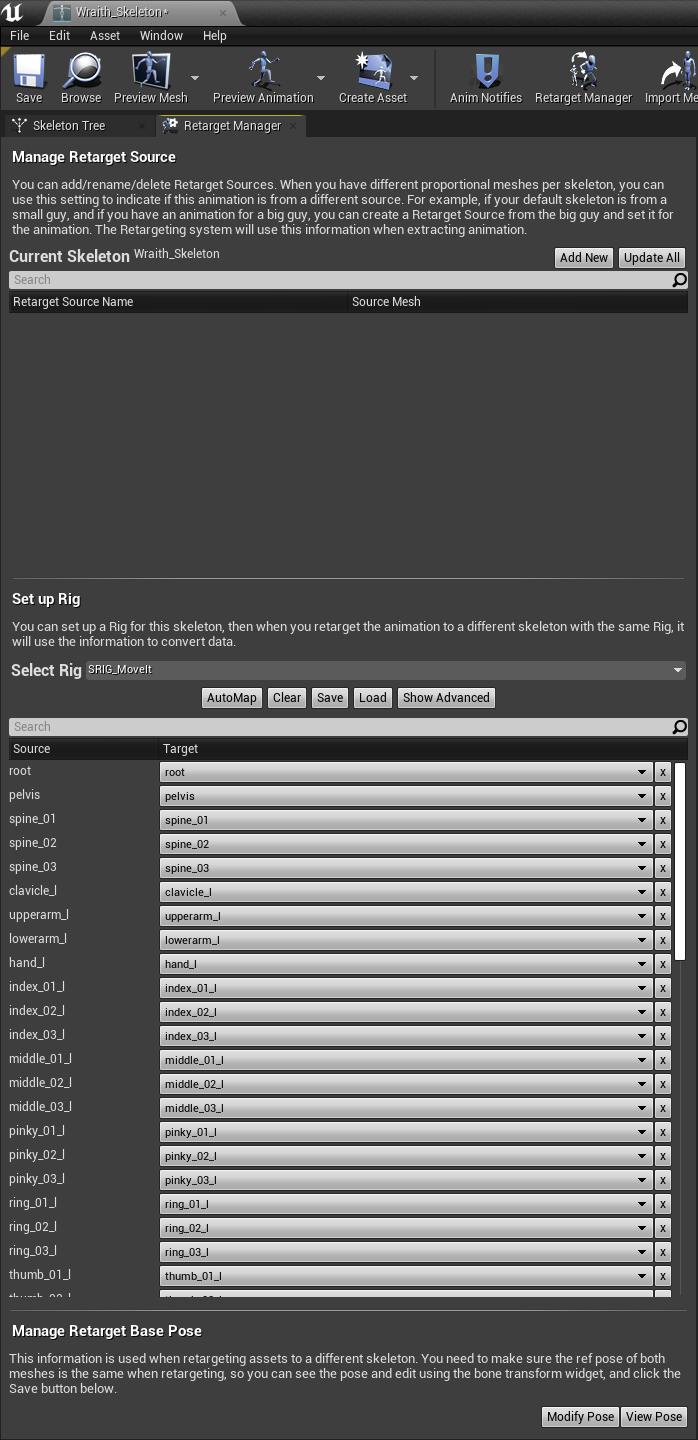 Wraith_Skeleton*
File Edit Asset Window Help
Save Browse Preview Mesh Preview Animation Create Asset Anim Notifies Retarget Manager Import Me
Skeleton Tree Retarget Manager
Manage Retarget Source
You can add/rename/delete Retarget Sources. When you have different proportional meshes per skeleton, you can
use this setting to indicate if this animation is from a different source. For example, if your default skeleton is from a
small guy, and if you have an animation for a big guy, you can create a Retarget Source from the big guy and set it for
the animation. The Retargeting system will use this information when extracting animation.
Current Skeleton Wraith_Skeleton Add New Update All
Search
Retarget Source Name Source Mesh
Set up Rig
You can set up a Rig for this skeleton, then when you retarget the animation to a different skeleton with the same Rig, it
will use the information to convert data.
Select Rig SRIG_MoveIt
AutoMap Clear Save Load Show Advanced
Search
Source Target
root root x
pelvis pelvis x
spine_01 spine_01 x
spine_02 spine_02 x
spine_03 spine_03 x
clavicle_l clavicle_l x
upperarm_l upperarm_l x
lowerarm_l lowerarm_l x
hand_l hand_l x
index_01_l index_01_l x
index_02_l index_02_l x
index_03_l index_03_l x
middle_01_l middle_01_l x
middle_02_l middle_02_l x
middle_03_l middle_03_l x
pinky_01_l pinky_01_l x
pinky_02_l pinky_02_l x
pinky_03_l pinky_03_l x
ring_01_l ring_01_l x
ring_02_l ring_02_l x
ring_03_l ring_03_l x
thumb_01_l thumb_01_l x
Manage Retarget Base Pose
This information is used when retargeting assets to a different skeleton. You need to make sure the ref pose of both
meshes is the same when retargeting, so you can see the pose and edit using the bone transform widget, and click the
Save button below.
Modify Pose View Pose